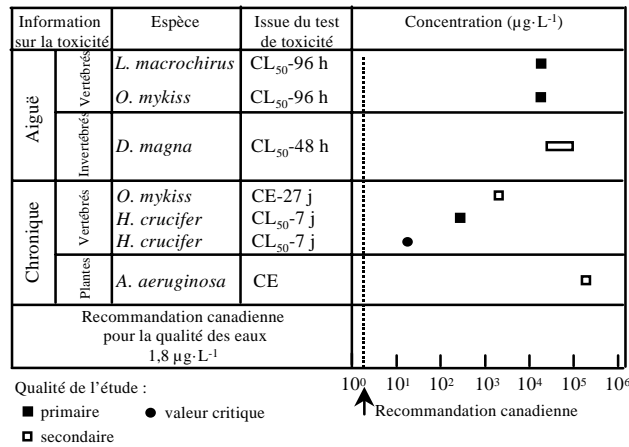 Information sur la toxicité
Espèce
Issue du test de toxicité
Concentration (µg·L⁻¹)
Aiguë
Vertébrés
L. macrochirus CL₅₀-96 h
O. mykiss CL₅₀-96 h
Invertébrés
D. magna CL₅₀-48 h
Chronique
Vertébrés
O. mykiss CE-27 j
H. crucifer CL₅₀-7 j
H. crucifer CL₅₀-7 j
Plantes
A. aeruginosa CE
Recommandation canadienne
pour la qualité des eaux
1,8 µg·L⁻¹
10⁰ 10¹ 10² 10³ 10⁴ 10⁵ 10⁶
Recommandation canadienne
Qualité de l’étude :
primaire valeur critique
secondaire